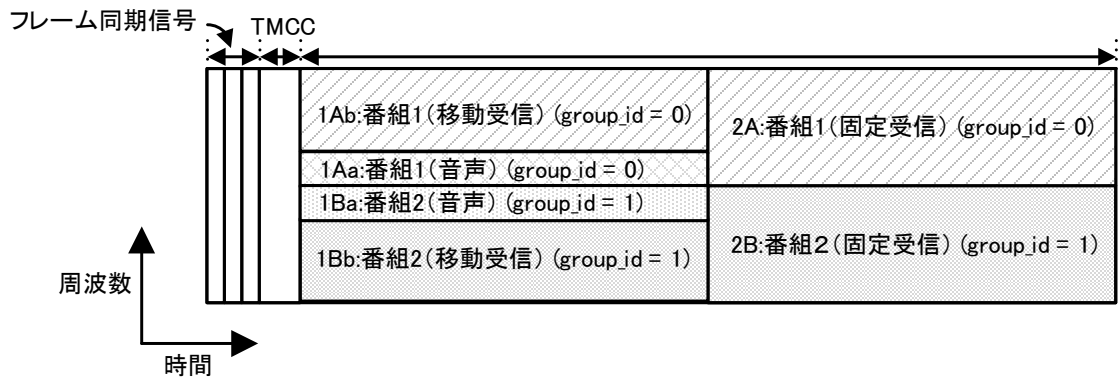 フレーム同期信号
TMCC
1Ab:番組1(移動受信) (group_id = 0)
1Aa:番組1(音声) (group_id = 0)
1Ba:番組2(音声) (group_id = 1)
1Bb:番組2(移動受信) (group_id = 1)
2A:番組1(固定受信) (group_id = 0)
2B:番組２(固定受信) (group_id = 1)
周波数
時間